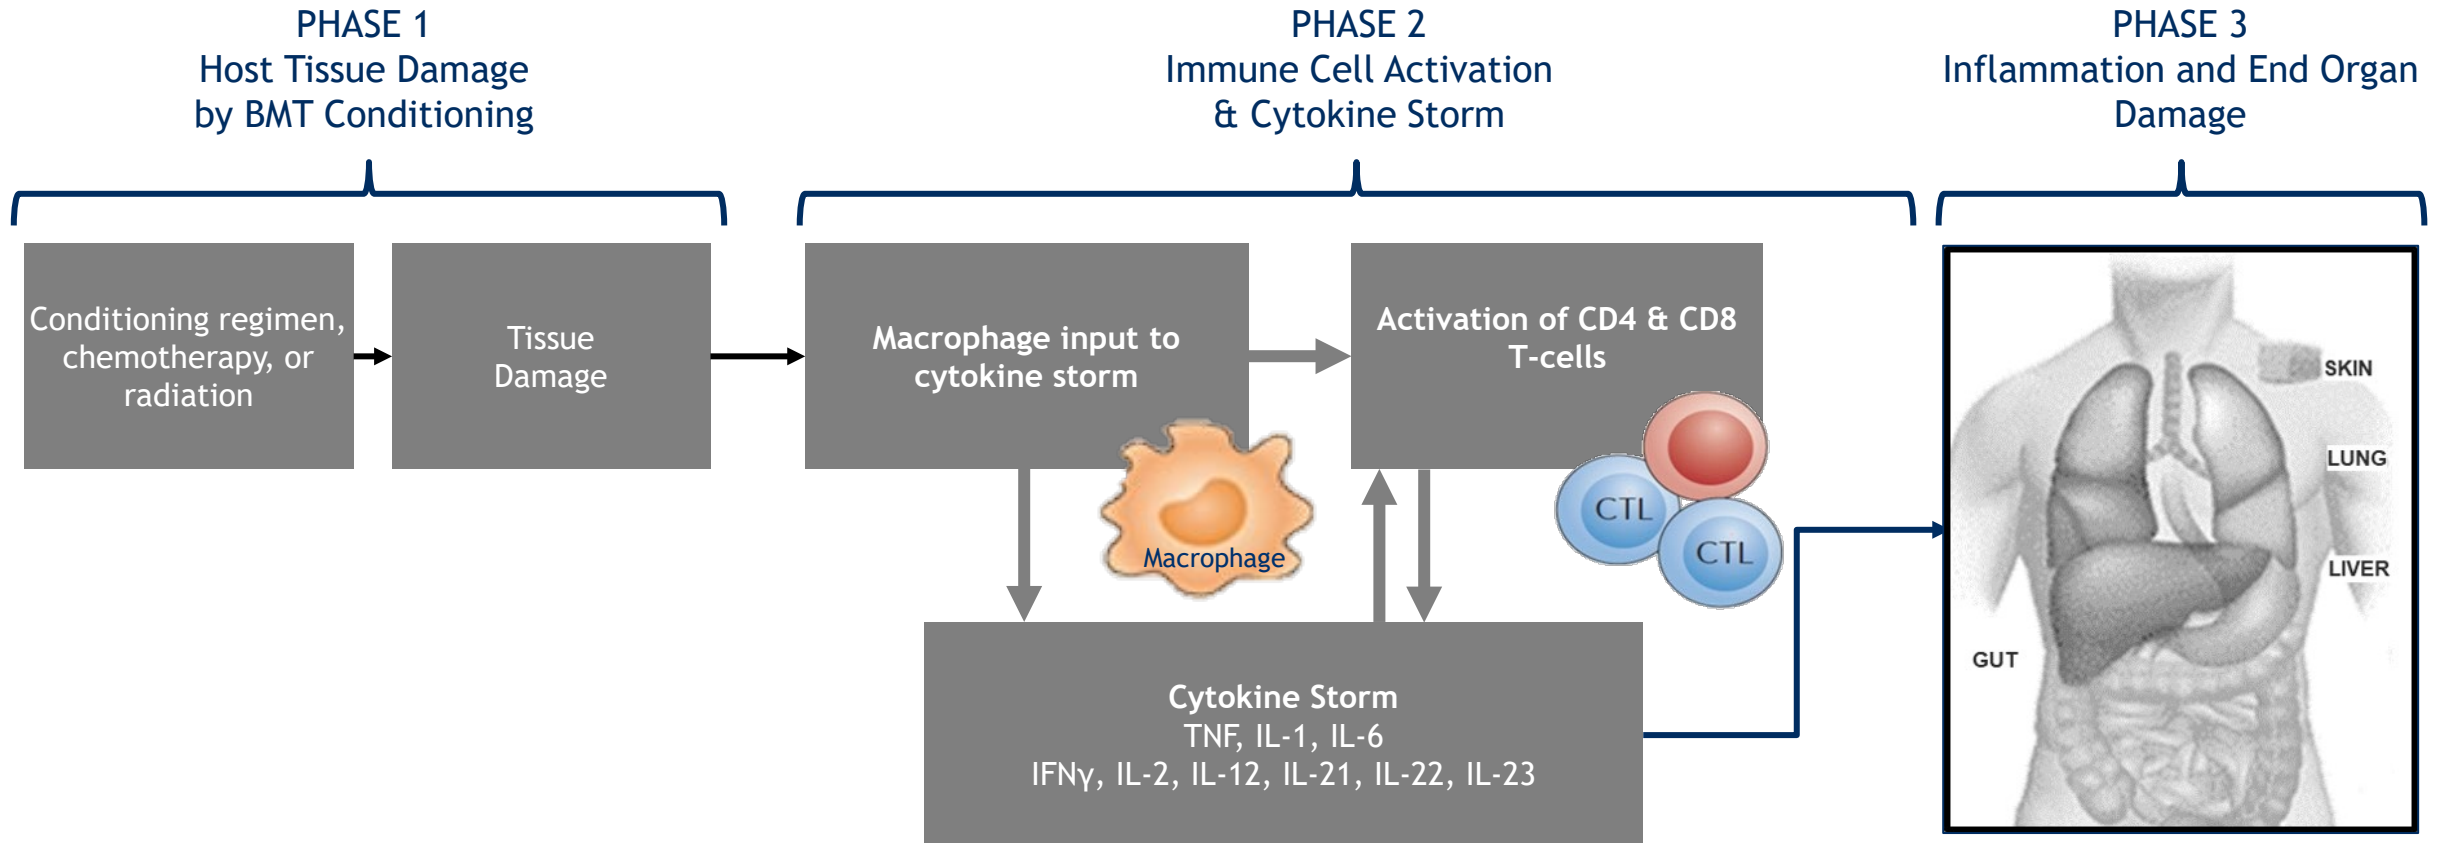 PHASE 1
Host Tissue Damage
by BMT Conditioning
PHASE 2
Immune Cell Activation
& Cytokine Storm
PHASE 3
Inflammation and End Organ
Damage
Conditioning regimen,
chemotherapy, or
radiation
Tissue
Damage
Macrophage input to
cytokine storm
Macrophage
Activation of CD4 & CD8
T-cells
CTL
CTL
Cytokine Storm
TNF, IL-1, IL-6
IFNγ, IL-2, IL-12, IL-21, IL-22, IL-23
SKIN
LUNG
LIVER
GUT